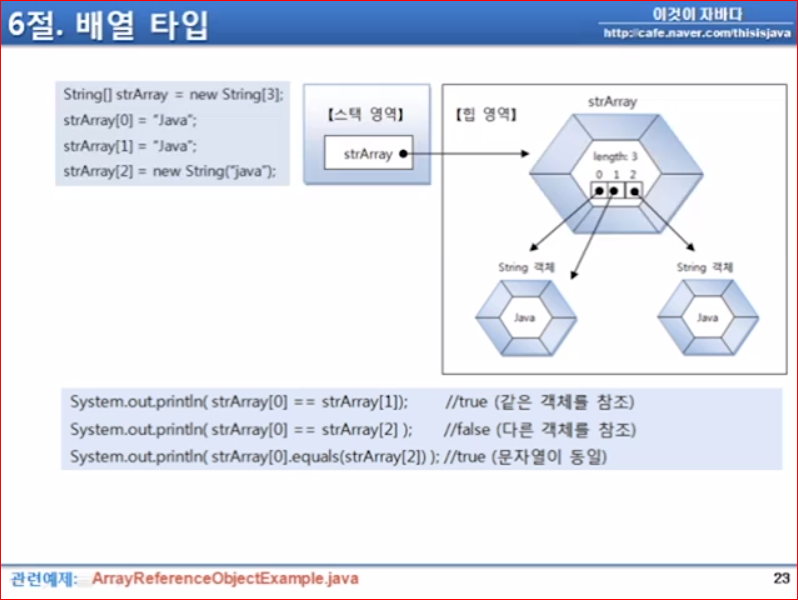 6절. 배열 타입
이것이 자바다
http://cafe.naver.com/thisisjava
String[] strArray = new String[3];
strArray[0] = "Java";
strArray[1] = "Java";
strArray[2] = new String("java");
[스택 영역]
strArray
[힙 영역]
strArray
length: 3
0 1 2
String 객체
Java
String 객체
Java
System.out.println( strArray[0] == strArray[1]); //true (같은 객체를 참조)
System.out.println( strArray[0] == strArray[2] ); //false (다른 객체를 참조)
System.out.println( strArray[0].equals(strArray[2]) ); //true (문자열이 동일)
관련예제: ArrayReferenceObjectExample.java
23